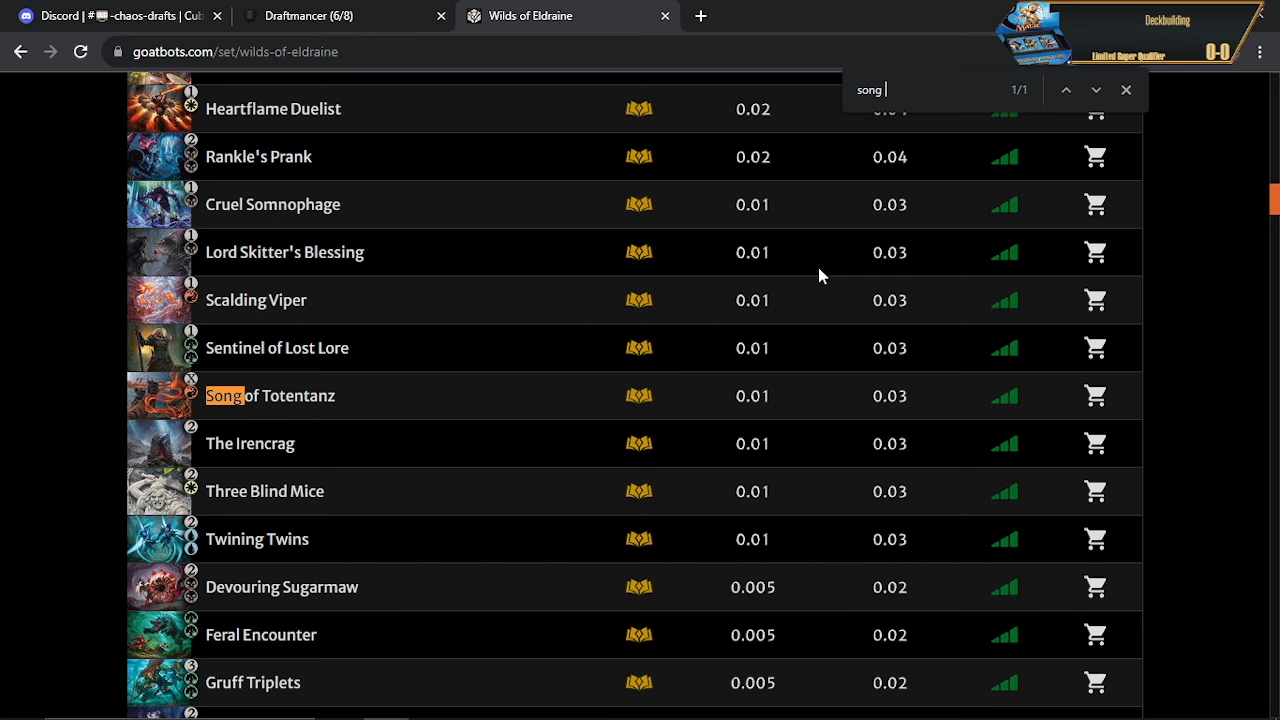 Discord | #🚎-chaos-drafts | Cub
Draftmancer (6/8)
Wilds of Eldraine
Deckbuilding
Limited Super Qualifier
0-0
goatbots.com/set/wilds-of-eldraine
song
1/1
Heartflame Duelist 0.02
Rankle's Prank 0.02 0.04
Cruel Somnophage 0.01 0.03
Lord Skitter's Blessing 0.01 0.03
Scalding Viper 0.01 0.03
Sentinel of Lost Lore 0.01 0.03
Song of Totentanz 0.01 0.03
The Irencrag 0.01 0.03
Three Blind Mice 0.01 0.03
Twining Twins 0.01 0.03
Devouring Sugarmaw 0.005 0.02
Feral Encounter 0.005 0.02
Gruff Triplets 0.005 0.02